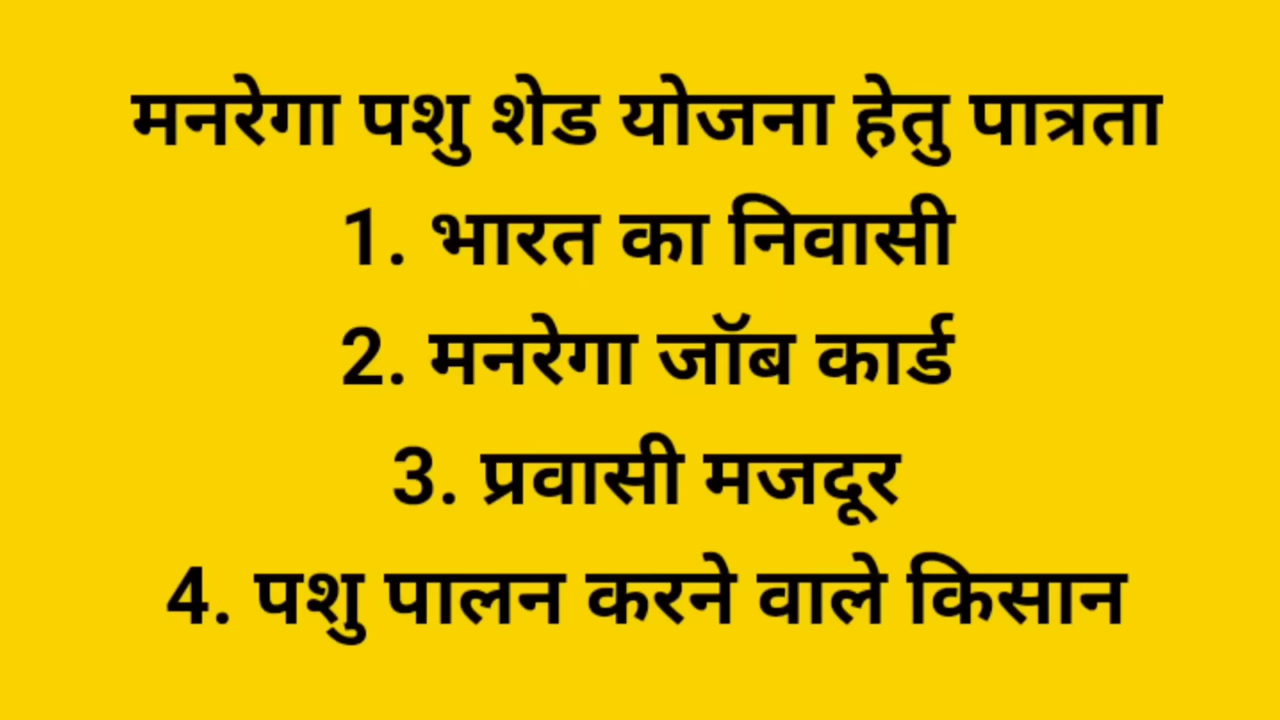 मनरेगा पशु शेड योजना हेतु पात्रता
1. भारत का निवासी
2. मनरेगा जॉब कार्ड
3. प्रवासी मजदूर
4. पशु पालन करने वाले किसान